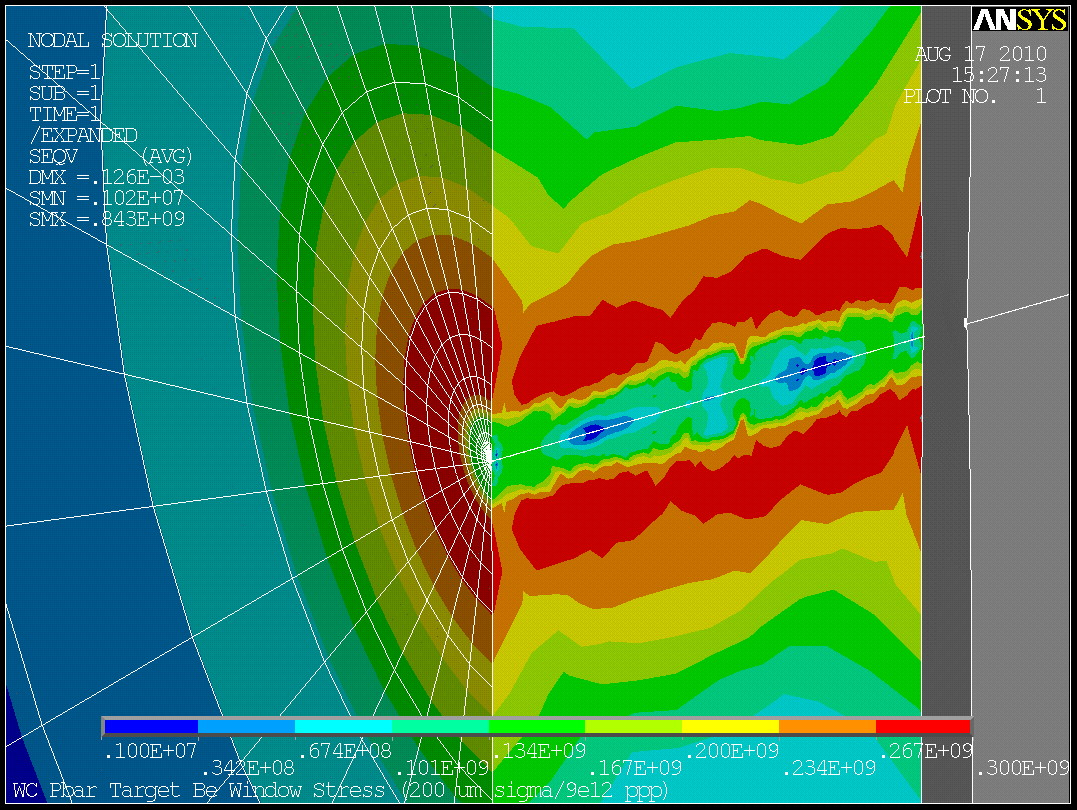 ANSYS
NODAL SOLUTION
STEP=1
SUB =1
TIME=1
/EXPANDED
SEQV (AVG)
DMX =.126E-03
SMN =.102E+07
SMX =.843E+09
AUG 17 2010
15:27:13
PLOT NO. 1
.100E+07 .674E+08 .134E+09 .200E+09 .267E+09
.342E+08 .101E+09 .167E+09 .234E+09 .300E+09
WC Pbar Target Be Window Stress (200 um sigma/9e12 ppp)